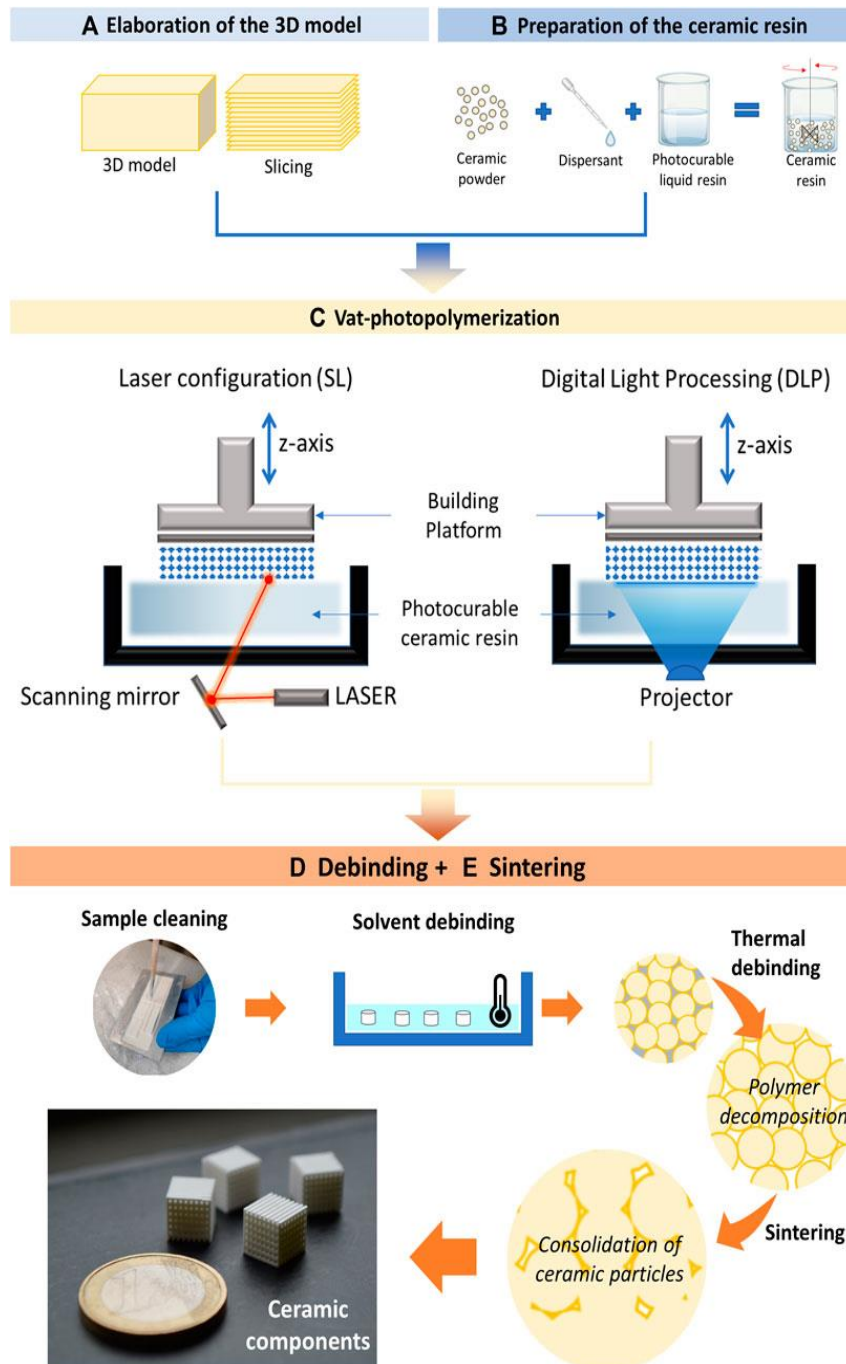 A Elaboration of the 3D model
B Preparation of the ceramic resin
3D model
Slicing
+
+
=
Ceramic
powder
Dispersant
Photocurable
liquid resin
Ceramic
resin
C Vat-photopolymerization
Laser configuration (SL)
Digital Light Processing (DLP)
z-axis
z-axis
Building
Platform
Photocurable
ceramic resin
Scanning mirror
LASER
Projector
D Debinding + E Sintering
Sample cleaning
Solvent debinding
Thermal
debinding
Polymer
decomposition
Sintering
Consolidation of
ceramic particles
Ceramic
components